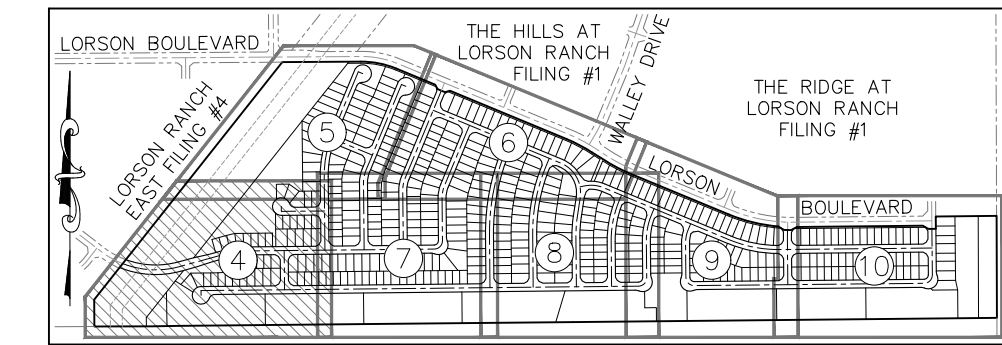 LORSON BOULEVARD
THE HILLS AT
LORSON RANCH
FILING #1
WALLEY DRIVE
THE RIDGE AT
LORSON RANCH
FILING #1
LORSON RANCH
EAST FILING #4
5
6
LORSON
BOULEVARD
4
7
8
9
10